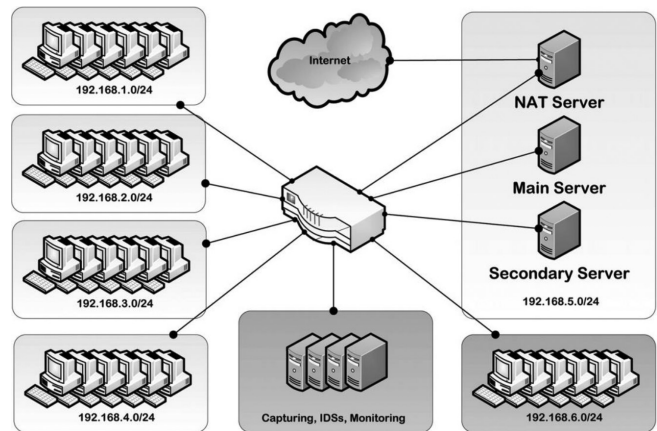 192.168.1.0/24
192.168.2.0/24
192.168.3.0/24
192.168.4.0/24
Internet
NAT Server
Main Server
Secondary Server
192.168.5.0/24
Capturing, IDSs, Monitoring
192.168.6.0/24